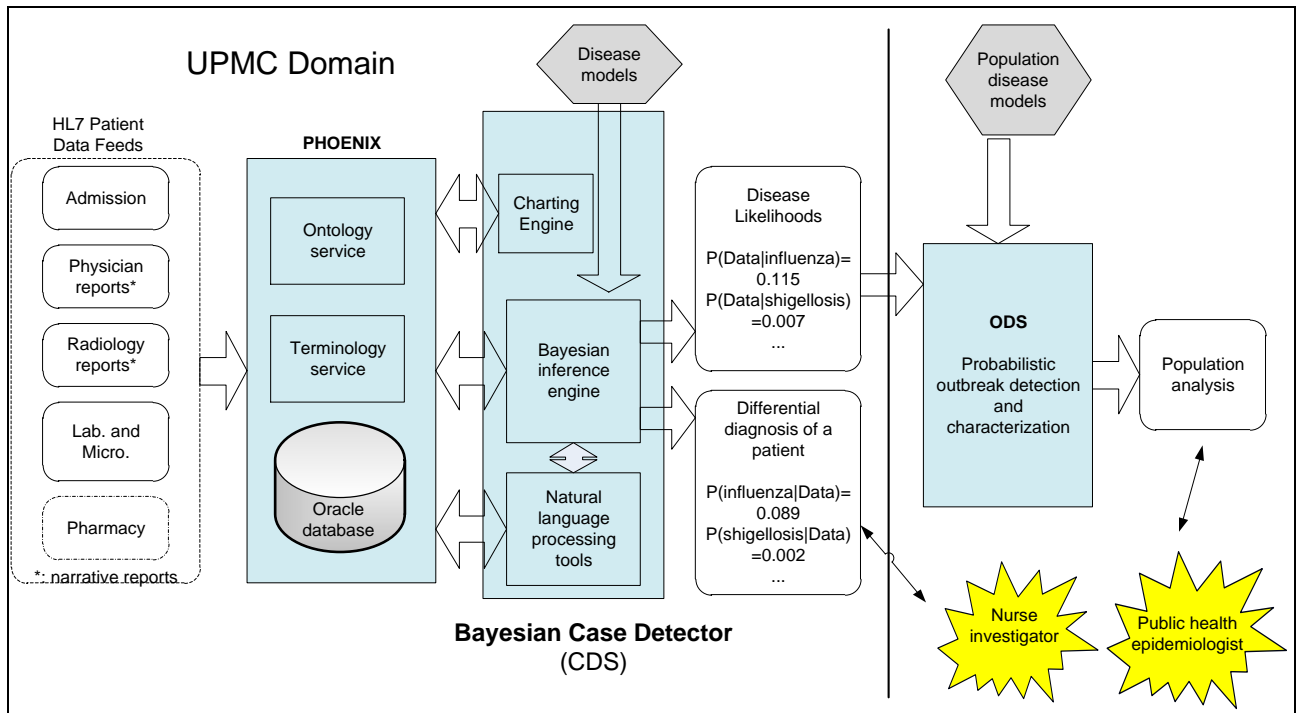 UPMC Domain
HL7 Patient
Data Feeds
Admission
Physician
reports*
Radiology
reports*
Lab. and
Micro.
Pharmacy
*: narrative reports
PHOENIX
Ontology
service
Terminology
service
Oracle
database
Disease
models
Charting
Engine
Bayesian
inference
engine
Natural
language
processing
tools
Bayesian Case Detector
(CDS)
Disease
Likelihoods
P(Data|influenza)=
0.115
P(Data|shigellosis)
=0.007
...
Differential
diagnosis of a
patient
P(influenza|Data)=
0.089
P(shigellosis|Data)
=0.002
...
Population
disease
models
ODS
Probabilistic
outbreak detection
and
characterization
Population
analysis
Nurse
investigator
Public health
epidemiologist